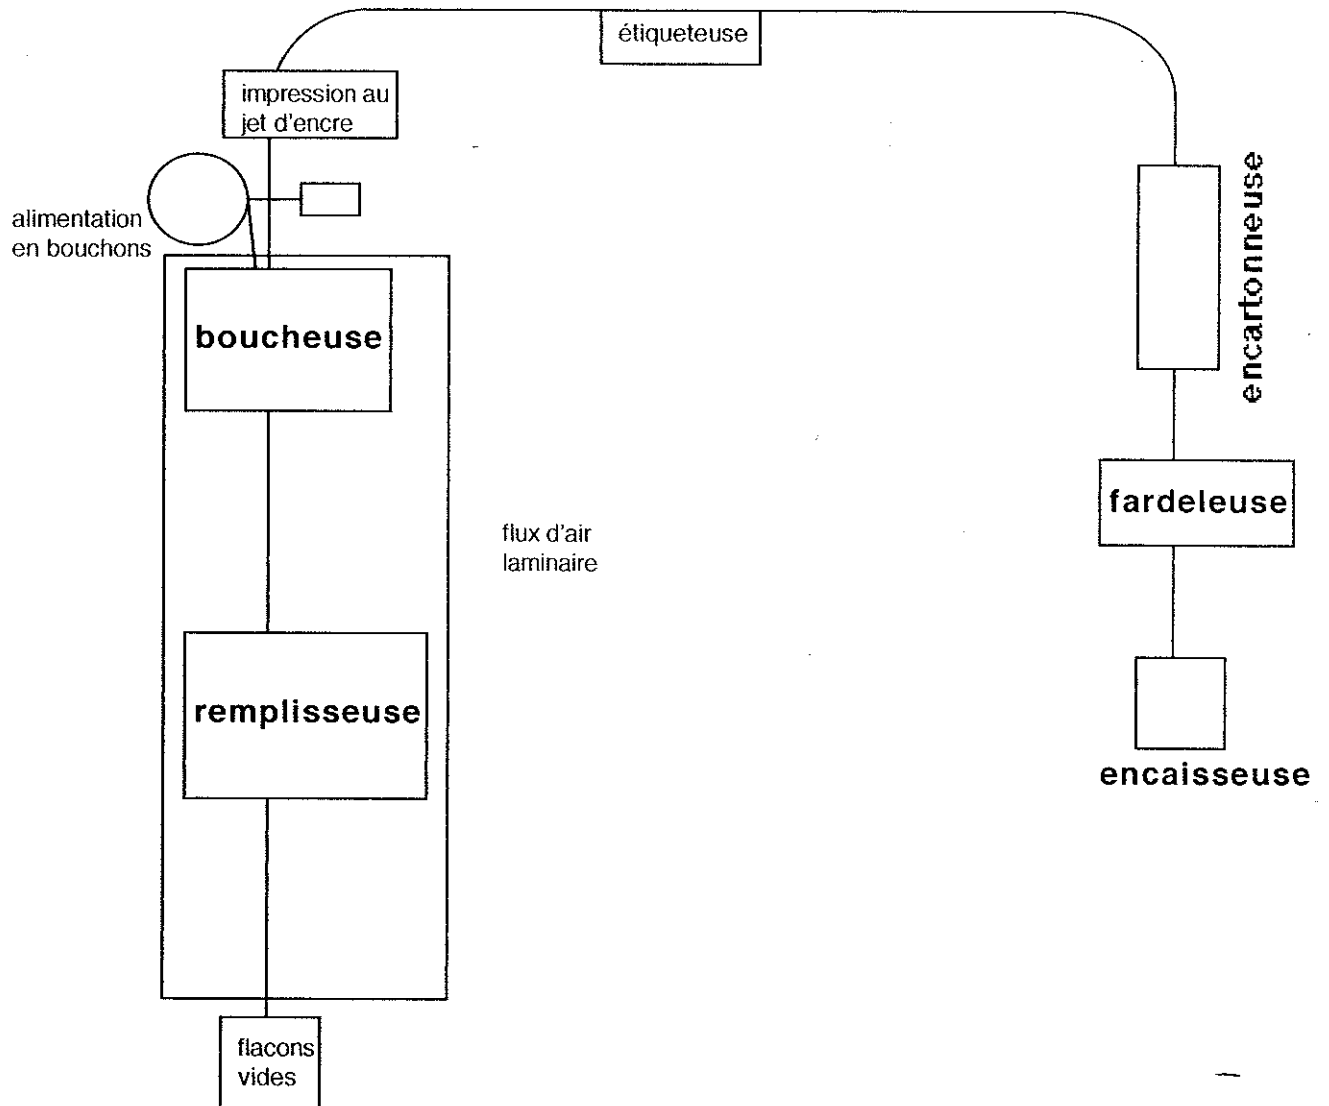 étiqueteuse
impression au
jet d'encre
alimentation
en bouchons
boucheuse
encartonneuse
fardeleuse
flux d'air
laminaire
remplisseuse
encaisseuse
flacons
vides